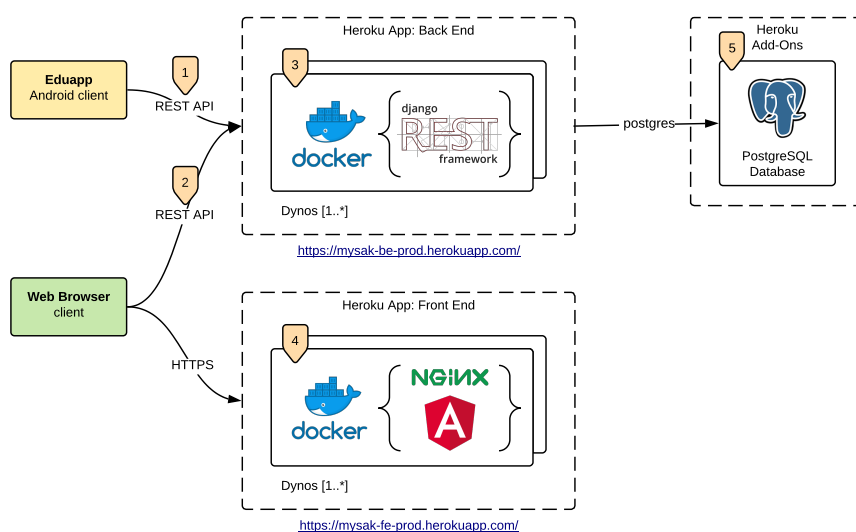 Heroku App: Back End
Heroku
Add-Ons
Eduapp
Android client
1
REST API
3
docker
django
REST
framework
Dynos [1..*]
postgres
5
PostgreSQL
Database
2
REST API
https://mysak-be-prod.herokuapp.com/
Web Browser
client
HTTPS
Heroku App: Front End
4
docker
NGiNX
A
Dynos [1..*]
https://mysak-fe-prod.herokuapp.com/